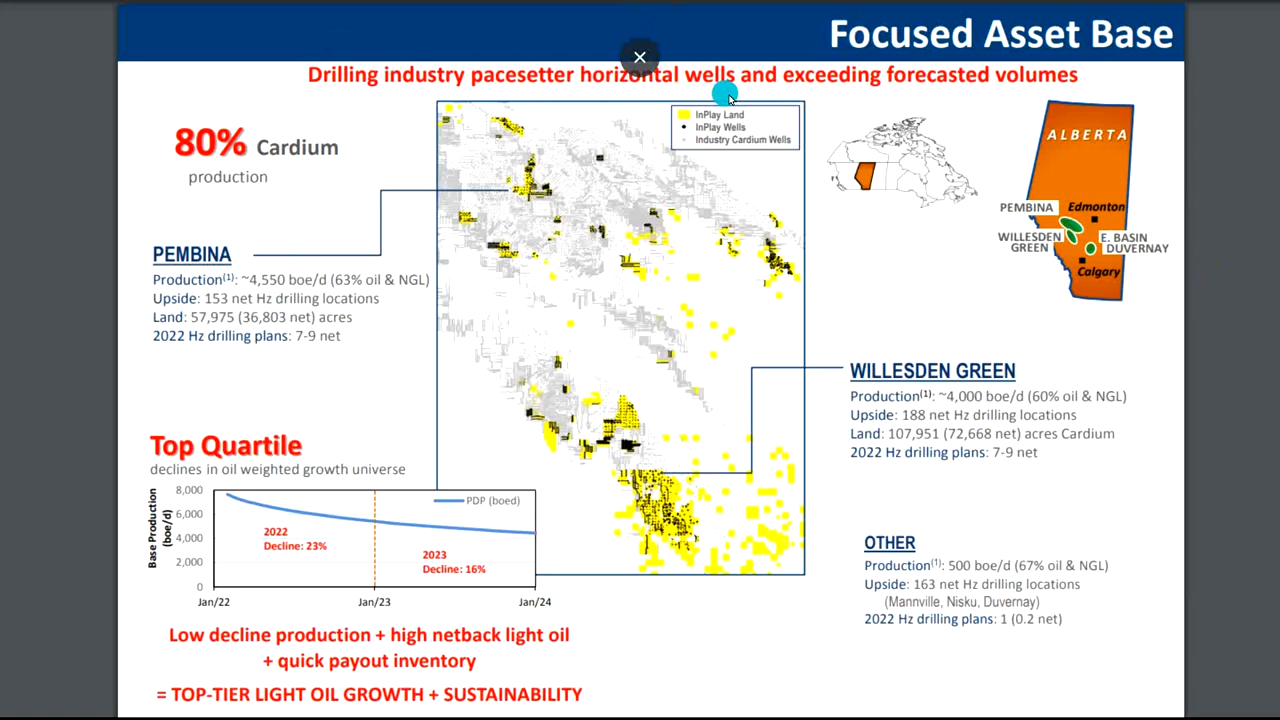 Focused Asset Base
Drilling industry pacesetter horizontal wells and exceeding forecasted volumes
80% Cardium
production
PEMBINA
Production(1): ~4,550 boe/d (63% oil & NGL)
Upside: 153 net Hz drilling locations
Land: 57,975 (36,803 net) acres
2022 Hz drilling plans: 7-9 net
Top Quartile
declines in oil weighted growth universe
Base Production
(boe/d)
8,000
6,000
4,000
2,000
0
PDP (boed)
2022
Decline: 23%
2023
Decline: 16%
Jan/22
Jan/23
Jan/24
Low decline production + high netback light oil
+ quick payout inventory
= TOP-TIER LIGHT OIL GROWTH + SUSTAINABILITY
InPlay Land
InPlay Wells
Industry Cardium Wells
ALBERTA
PEMBINA
Edmonton
WILLESDEN
GREEN
E. BASIN
DUVERNAY
Calgary
WILLESDEN GREEN
Production(1): ~4,000 boe/d (60% oil & NGL)
Upside: 188 net Hz drilling locations
Land: 107,951 (72,668 net) acres Cardium
2022 Hz drilling plans: 7-9 net
OTHER
Production(1): 500 boe/d (67% oil & NGL)
Upside: 163 net Hz drilling locations
(Mannville, Nisku, Duvernay)
2022 Hz drilling plans: 1 (0.2 net)